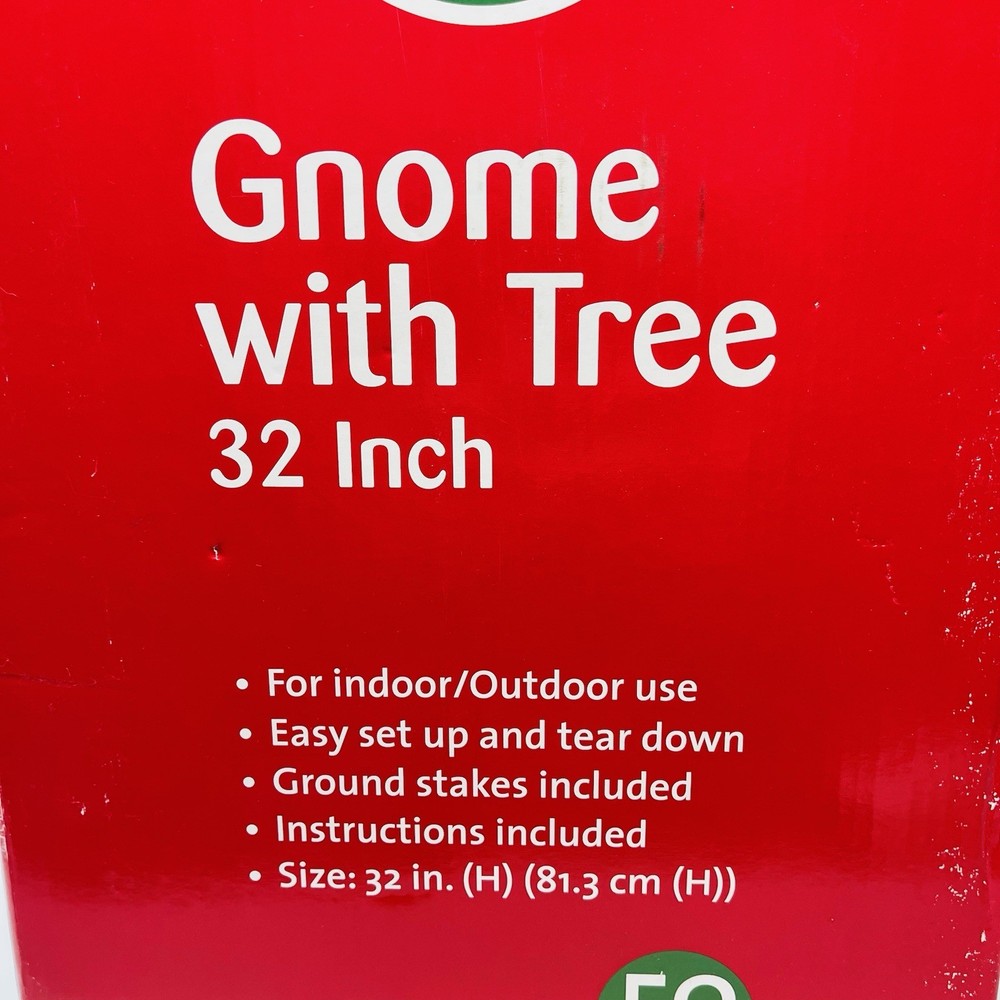 Gnome
with Tree
32 Inch
• For indoor/Outdoor use
• Easy set up and tear down
• Ground stakes included
• Instructions included
• Size: 32 in. (H) (81.3 cm (H))